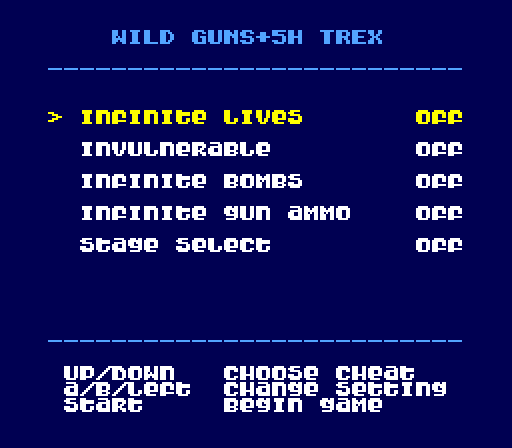 WILD GUNS+5H TREX
> Infinite Lives Off
Invulnerable Off
Infinite Bombs Off
Infinite gun ammo Off
Stage Select Off
Up/Down Choose Cheat
A/B/Left Change Setting
Start Begin game